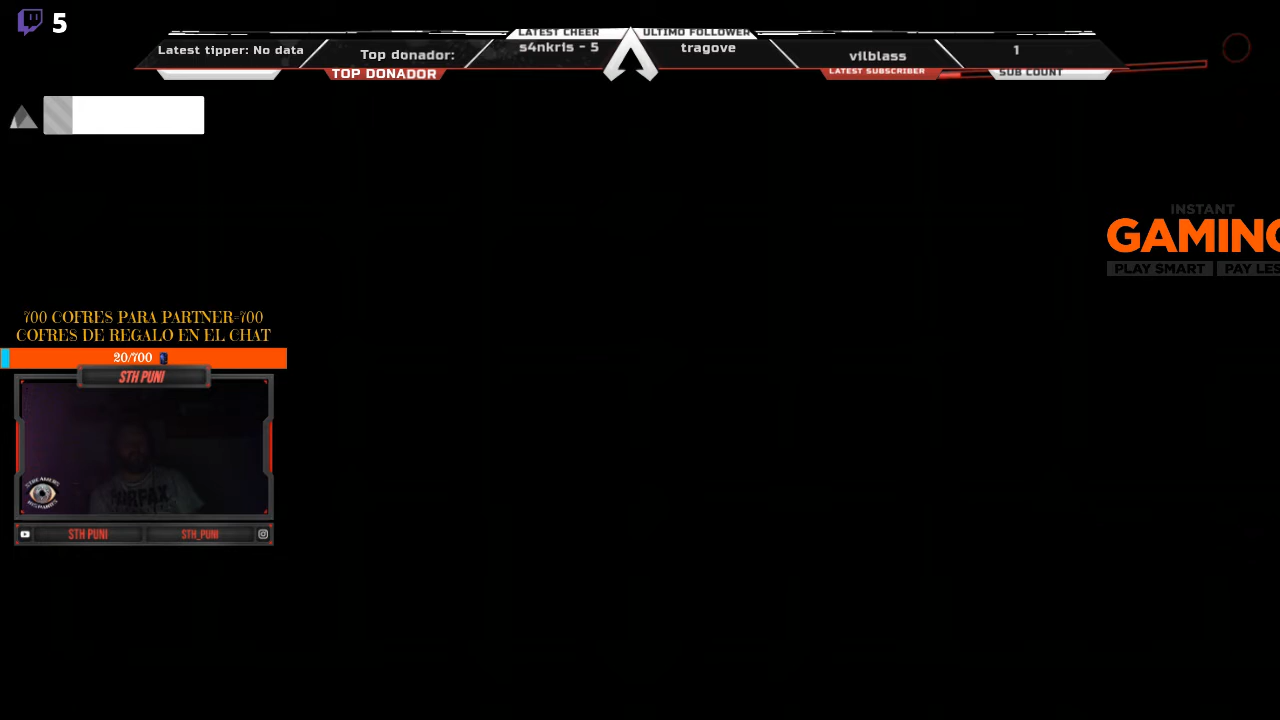 5
LATEST CHEER
ULTIMO FOLLOWER
Latest tipper: No data
Top donador:
s4nkris - 5
tragove
vilblass
1
TOP DONADOR
LATEST SUBSCRIBER
SUB COUNT
INSTANT
GAMING
PLAY SMART
PAY LES
700 COFRES PARA PARTNER=700
COFRES DE REGALO EN EL CHAT
20/700
STH PUNI
STH PUNI
STH_PUNI